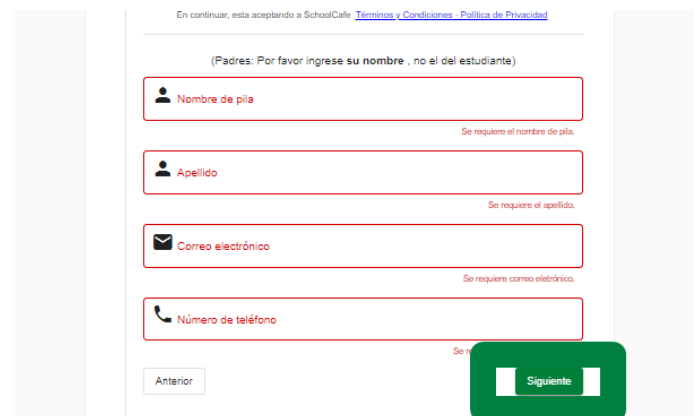 En continuar, esta aceptando a SchoolCafe Términos y Condiciones - Política de Privacidad
(Padres: Por favor ingrese su nombre , no el del estudiante)
Nombre de pila
Se requiere el nombre de pila.
Apellido
Se requiere el apellido.
Correo electrónico
Se requiere correo eletrónico.
Número de teléfono
Se
Anterior
Siguiente